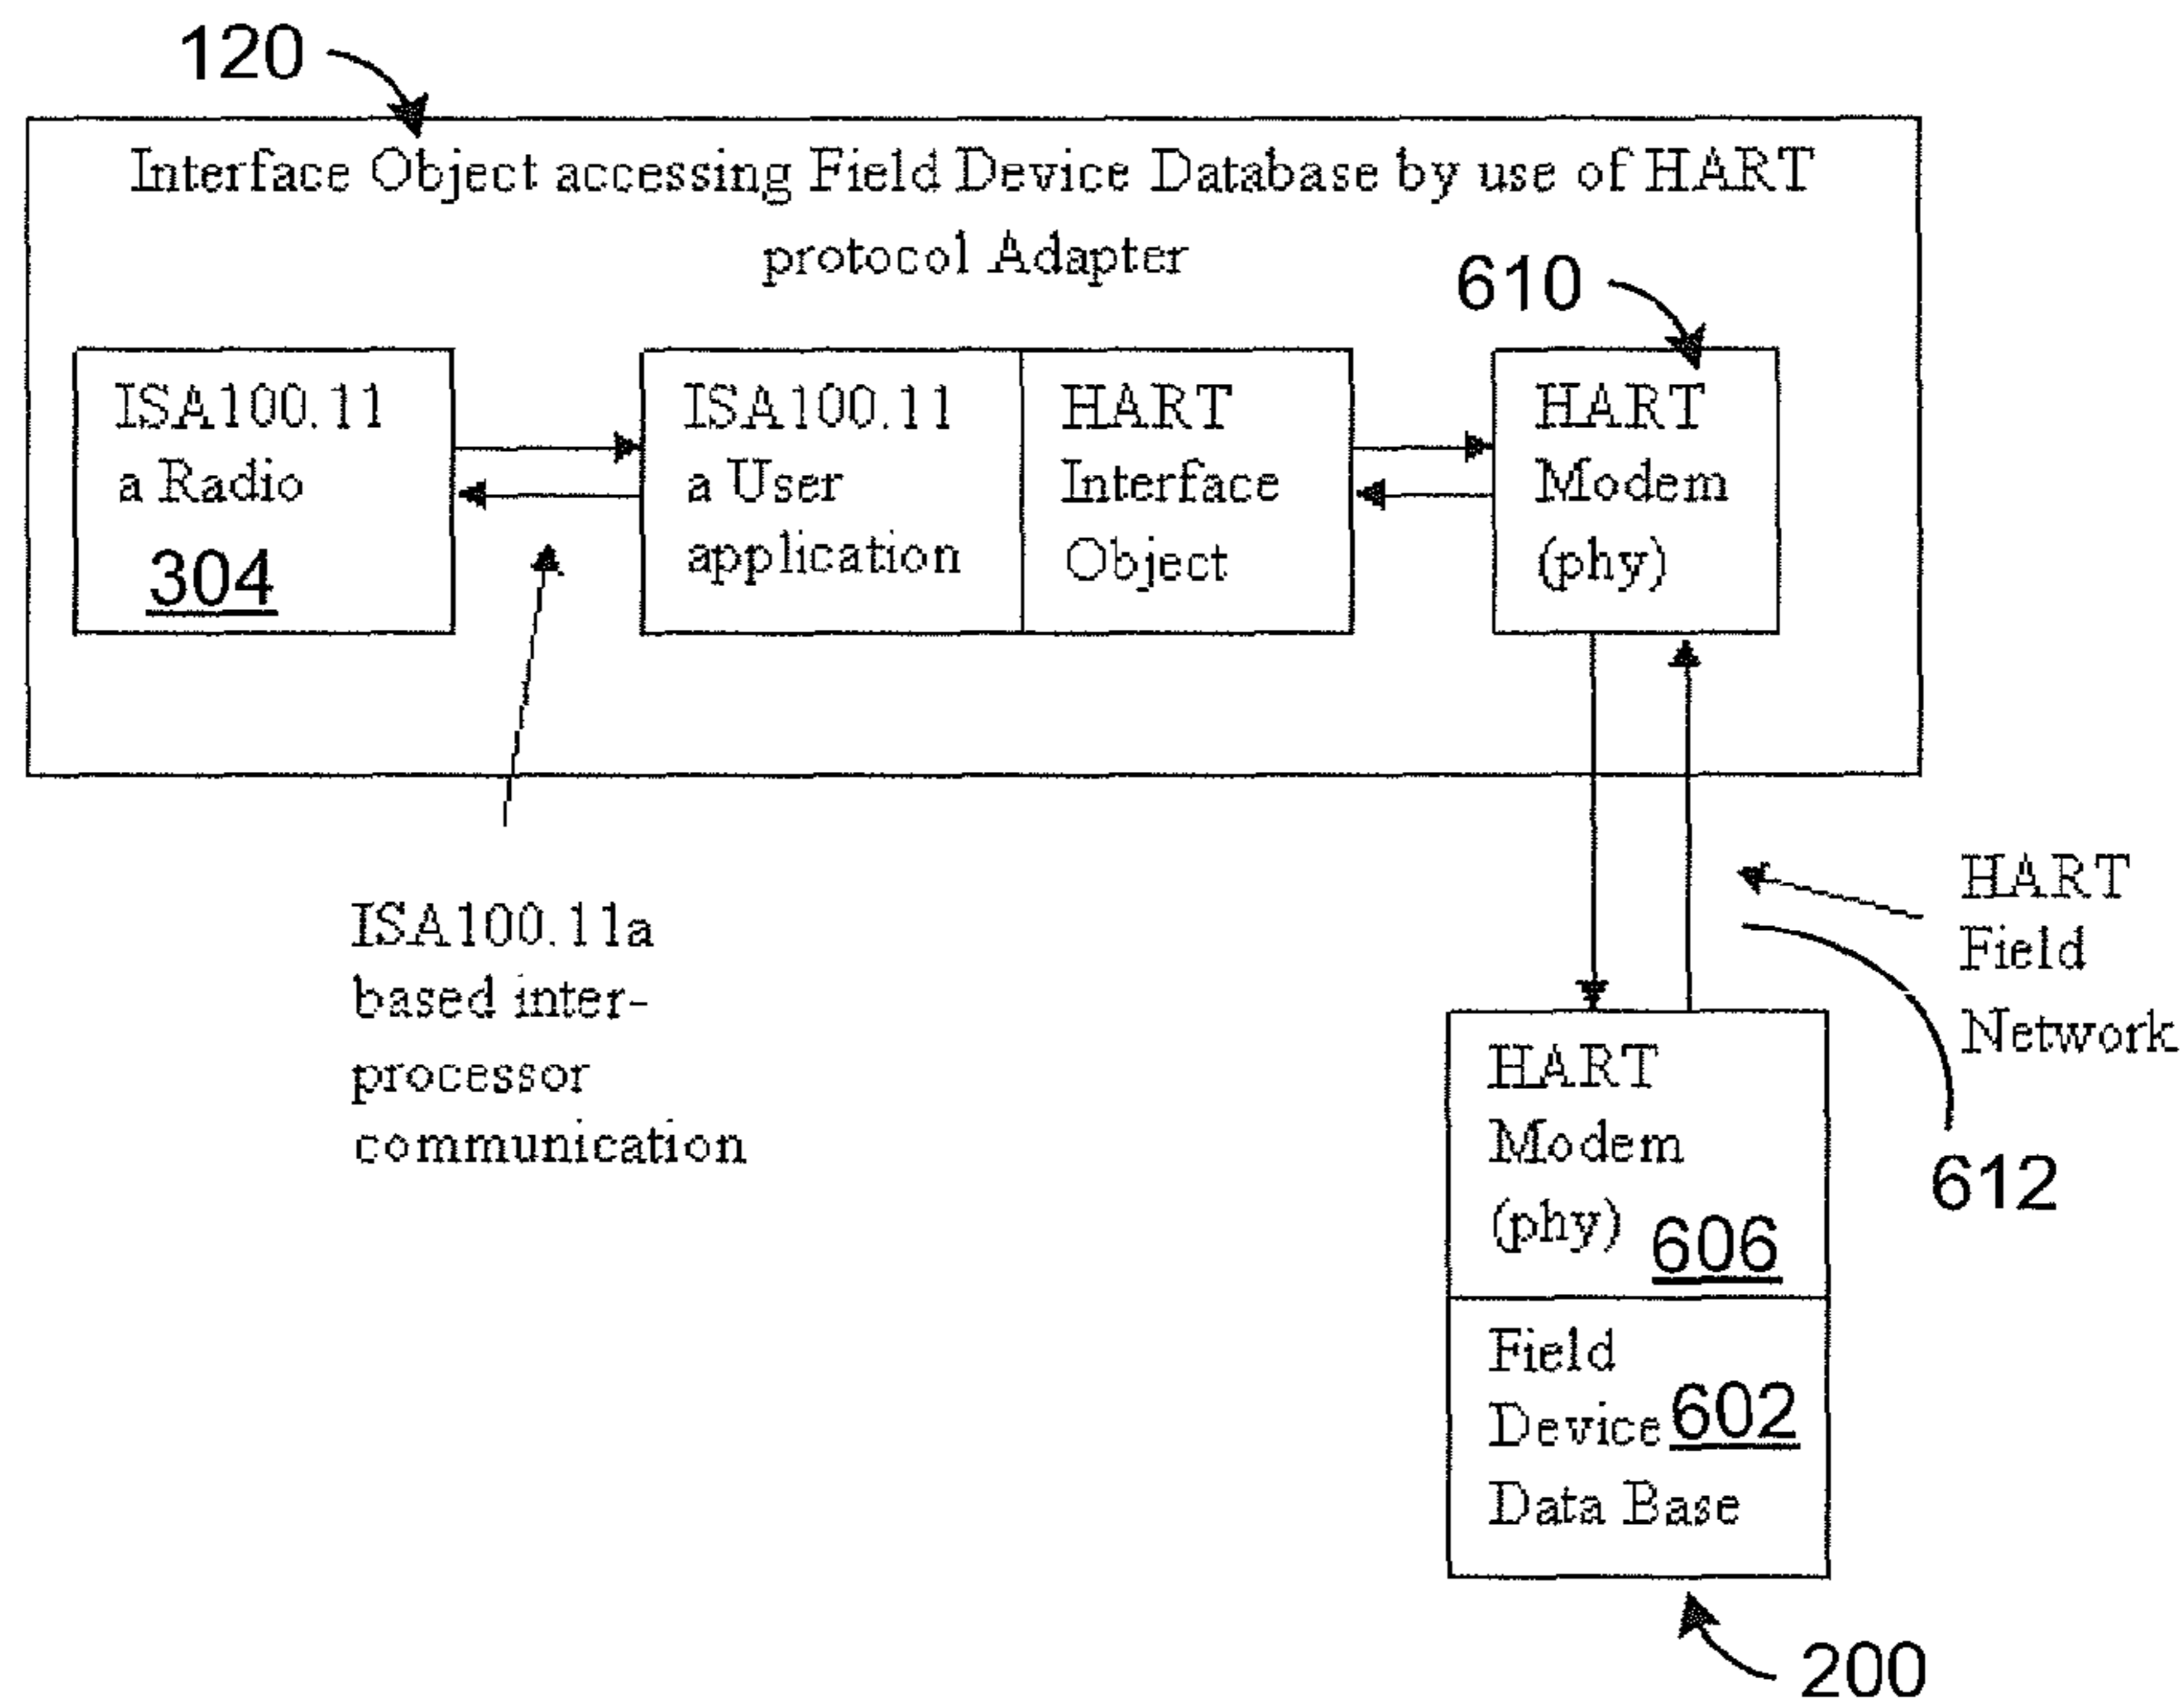 120
Interface Object accessing Field Device Database by use of HART
protocol Adapter
610
ISA100.11
a Radio
304
ISA100.11
a User
application
HART
Interface
Object
HART
Modem
(phy)
ISA100.11a
based inter-
processor
communication
HART
Field
Network
612
HART
Modem
(phy)
606
Field
Device 602
Data Base
200